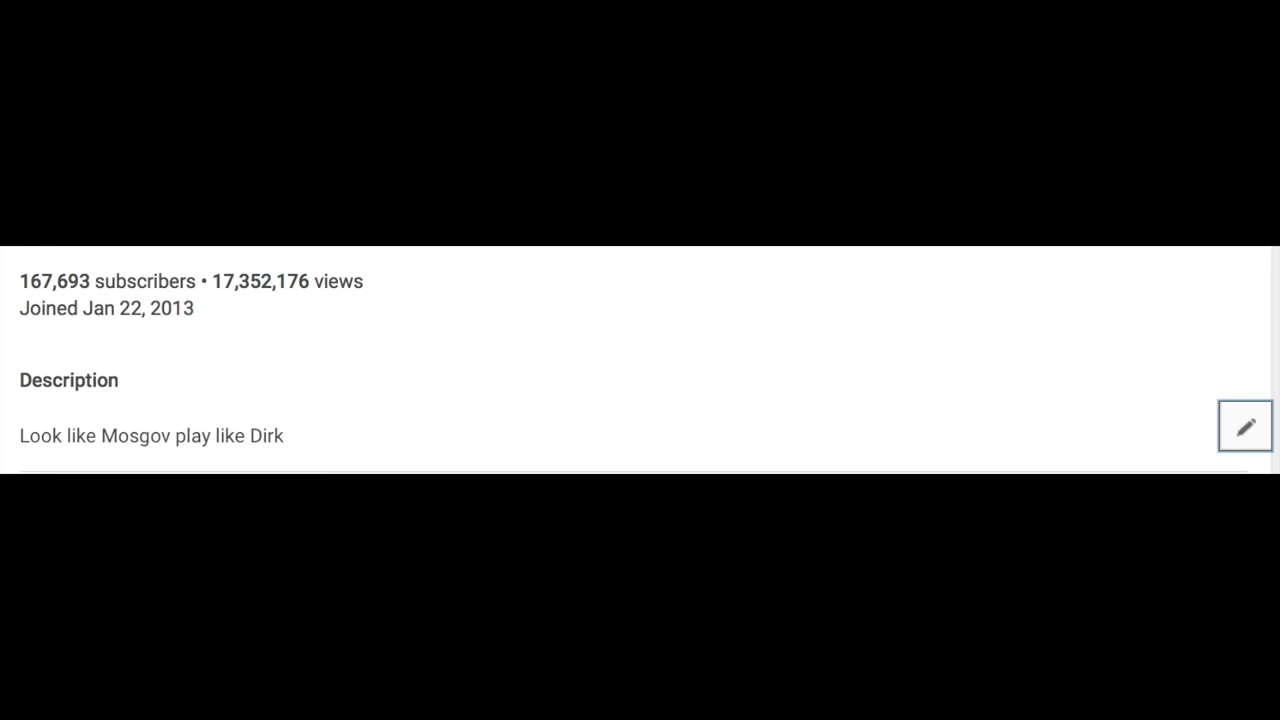 167,693 subscribers • 17,352,176 views
Joined Jan 22, 2013
Description
Look like Mosgov play like Dirk